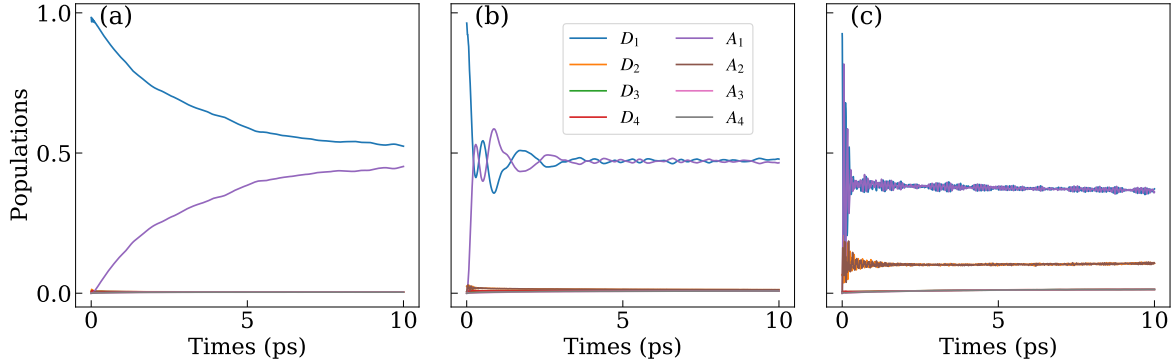 (a)
(b)
(c)
Populations
1.0
0.5
0.0
D₁
D₂
D₃
D₄
A₁
A₂
A₃
A₄
0
5
10
0
5
10
0
5
10
Times (ps)
Times (ps)
Times (ps)